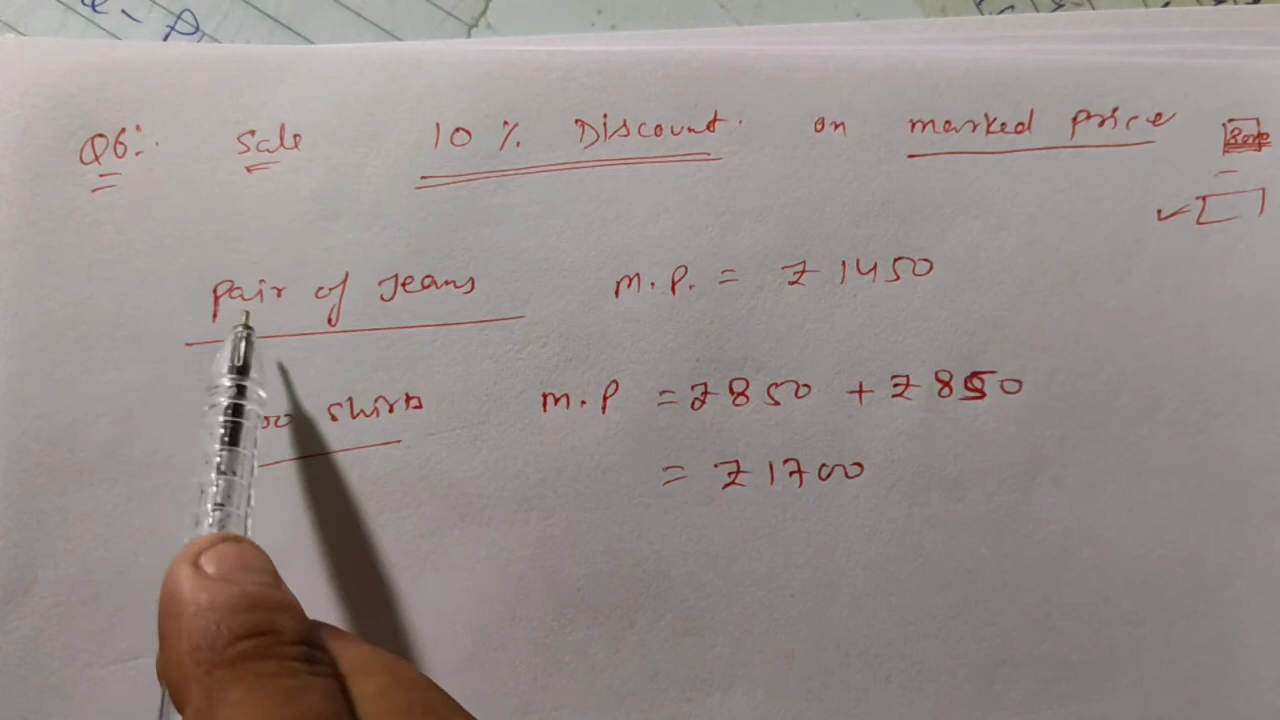 Q6:. Sale 10 % Discount. on marked price
Pair of Jeans M.P. = ₹ 1450
shirts M.P = ₹ 850 + ₹ 850
= ₹ 1700